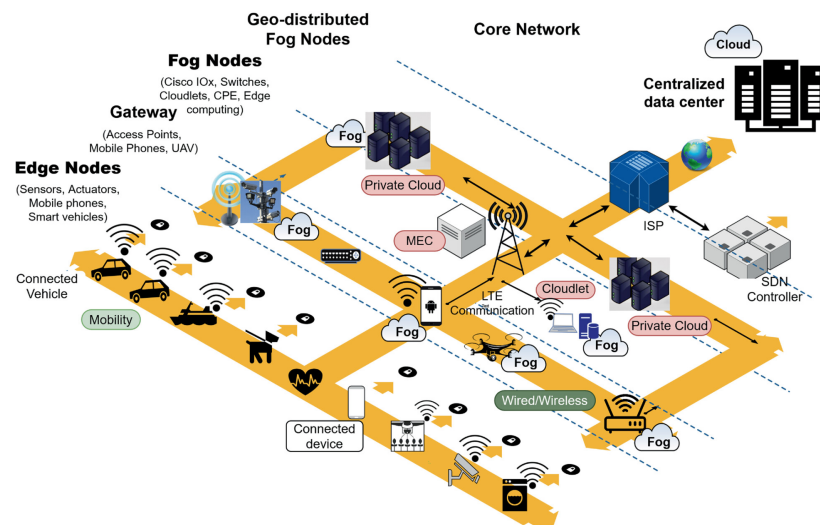 Geo-distributed
Fog Nodes
Core Network
Cloud
Fog Nodes
(Cisco IOx, Switches,
Cloudlets, CPE, Edge
computing)
Centralized
data center
Gateway
(Access Points,
Mobile Phones, UAV)
Fog
Edge Nodes
(Sensors, Actuators,
Mobile phones,
Smart vehicles)
Private Cloud
Fog
MEC
ISP
Connected
Vehicle
SDN
Controller
Cloudlet
LTE
Communication
Mobility
Private Cloud
Fog
Fog
Fog
Wired/Wireless
Connected
device
Fog